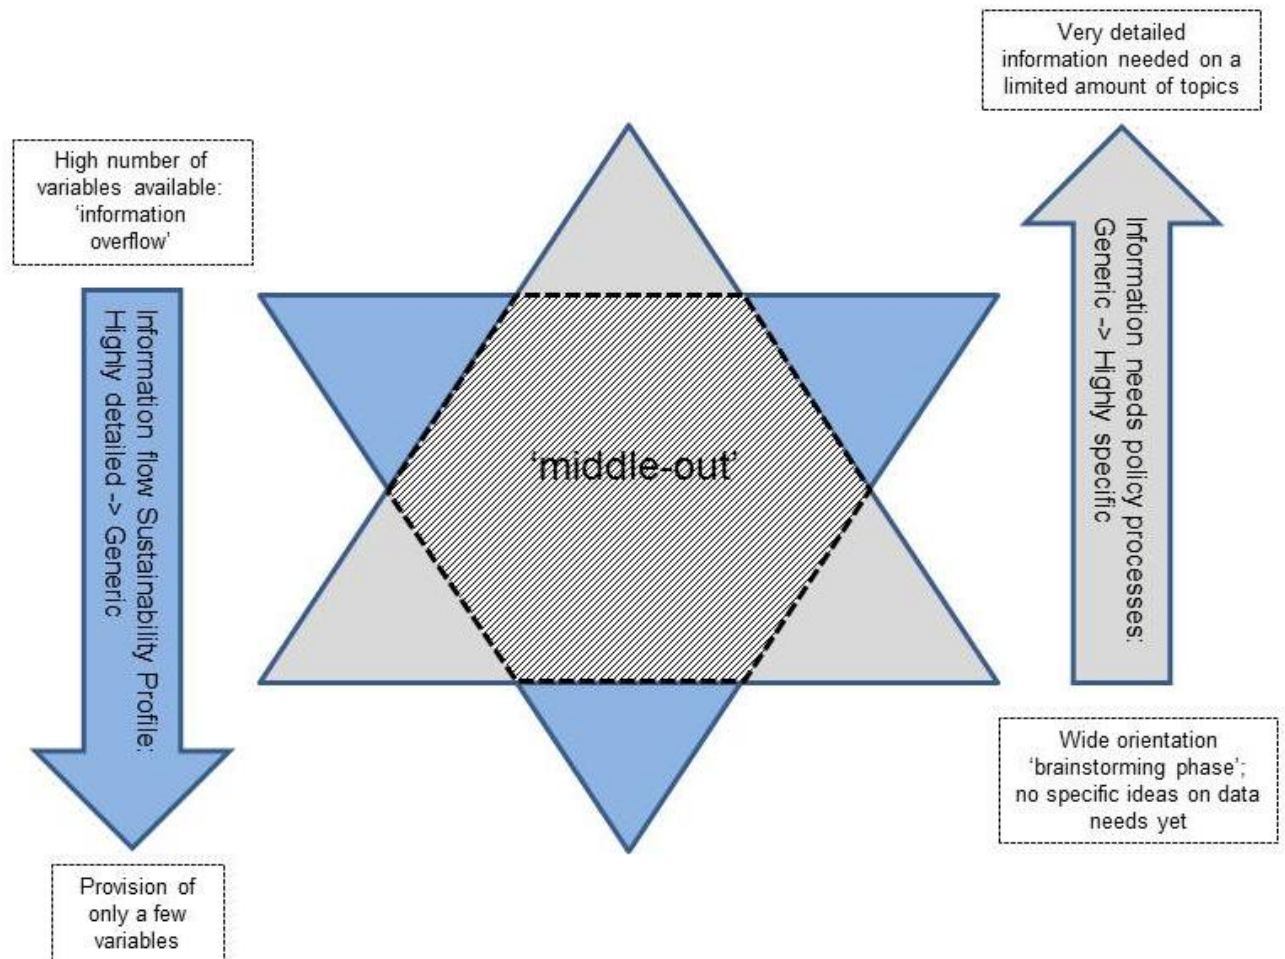 Very detailed
information needed on a
limited amount of topics
High number of
variables available:
‘information
overflow’
Information flow Sustainability Profile:
Highly detailed -> Generic
‘middle-out’
Information needs policy processes:
Generic -> Highly specific
Wide orientation
‘brainstorming phase’;
no specific ideas on data
needs yet
Provision of
only a few
variables